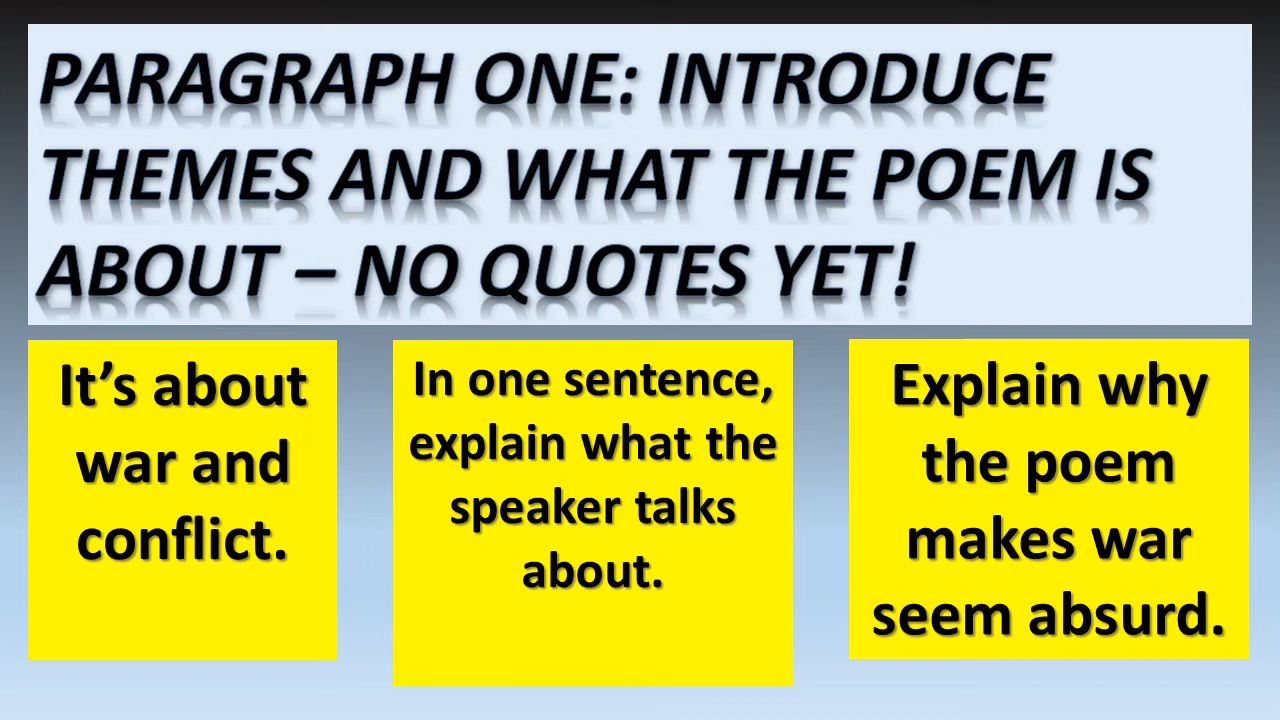 PARAGRAPH ONE: INTRODUCE
THEMES AND WHAT THE POEM IS
ABOUT – NO QUOTES YET!
It’s about
war and
conflict.
In one sentence,
explain what the
speaker talks
about.
Explain why
the poem
makes war
seem absurd.